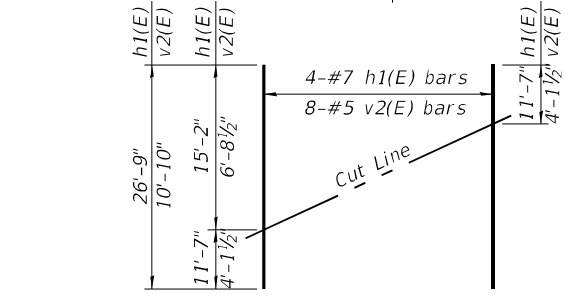 h1(E)
v2(E)
h1(E)
v2(E)
h1(E)
v2(E)
4-#7 h1(E) bars
8-#5 v2(E) bars
11'-7"
4'-1½"
26'-9"
10'-10"
15'-2"
6'-8½"
Cut Line
11'-7"
4'-1½"